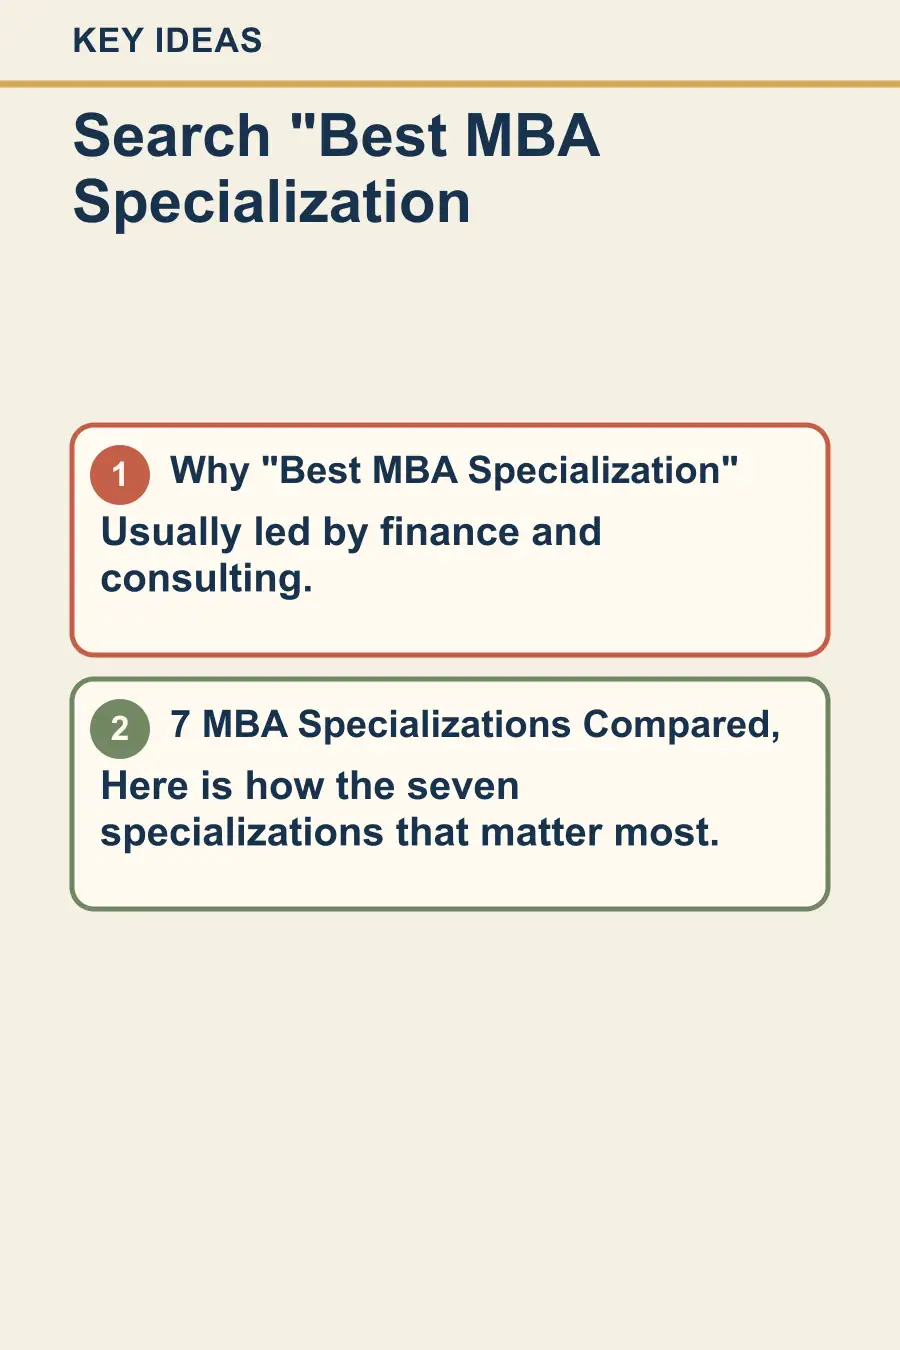 KEY IDEAS
Search "Best MBA
Specialization
1 Why "Best MBA Specialization"
Usually led by finance and
consulting.
2 7 MBA Specializations Compared,
Here is how the seven
specializations that matter most.